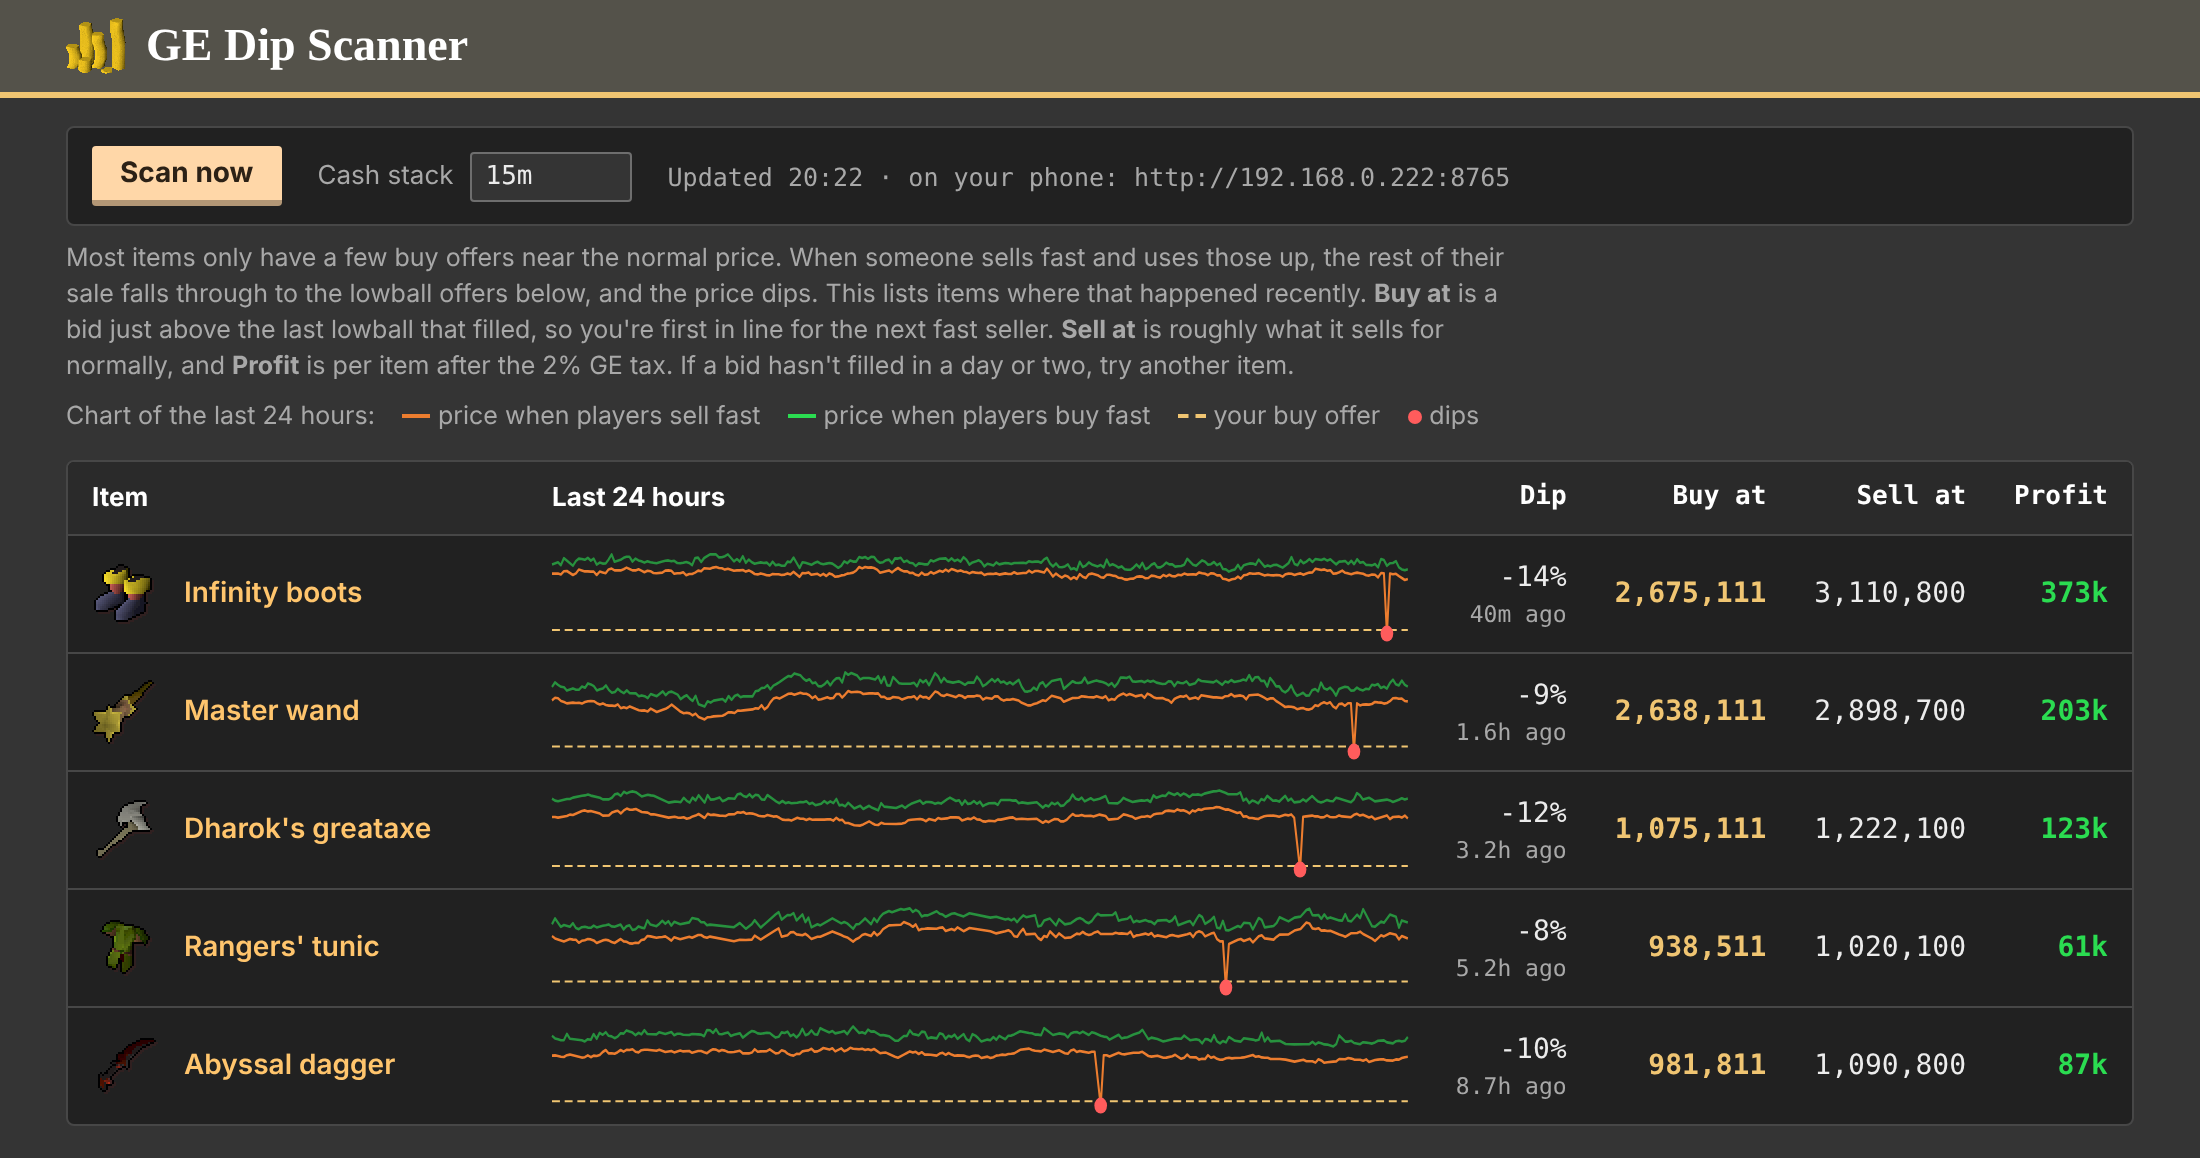 GE Dip Scanner
Scan now
Cash stack
15m
Updated 20:22 · on your phone: http://192.168.0.222:8765
Most items only have a few buy offers near the normal price. When someone sells fast and uses those up, the rest of their
sale falls through to the lowball offers below, and the price dips. This lists items where that happened recently. Buy at is a
bid just above the last lowball that filled, so you're first in line for the next fast seller. Sell at is roughly what it sells for
normally, and Profit is per item after the 2% GE tax. If a bid hasn't filled in a day or two, try another item.
Chart of the last 24 hours: price when players sell fast price when players buy fast your buy offer dips
Item Last 24 hours Dip Buy at Sell at Profit
Infinity boots -14% 2,675,111 3,110,800 373k
40m ago
Master wand -9% 2,638,111 2,898,700 203k
1.6h ago
Dharok's greataxe -12% 1,075,111 1,222,100 123k
3.2h ago
Rangers' tunic -8% 938,511 1,020,100 61k
5.2h ago
Abyssal dagger -10% 981,811 1,090,800 87k
8.7h ago